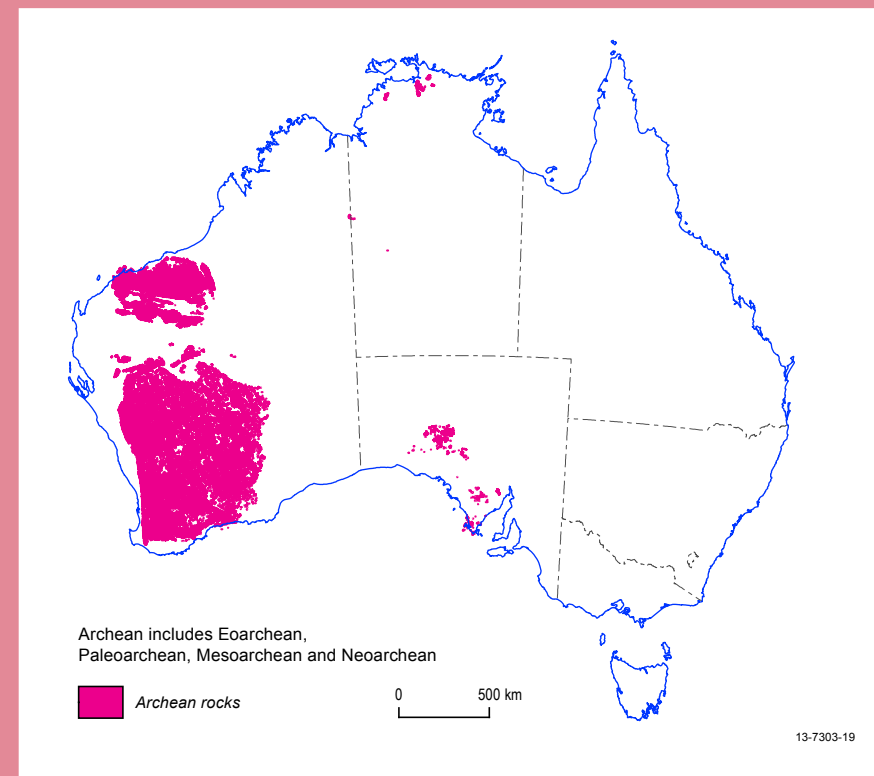 Archean includes Eoarchean,
Paleoarchean, Mesoarchean and Neoarchean
Archean rocks
0 500 km
13-7303-19